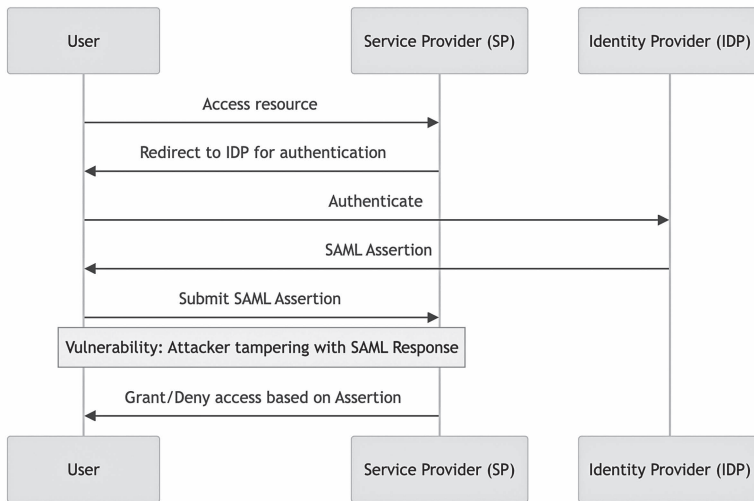 User
Service Provider (SP)
Identity Provider (IDP)
Access resource
Redirect to IDP for authentication
Authenticate
SAML Assertion
Submit SAML Assertion
Vulnerability: Attacker tampering with SAML Response
Grant/Deny access based on Assertion
User
Service Provider (SP)
Identity Provider (IDP)